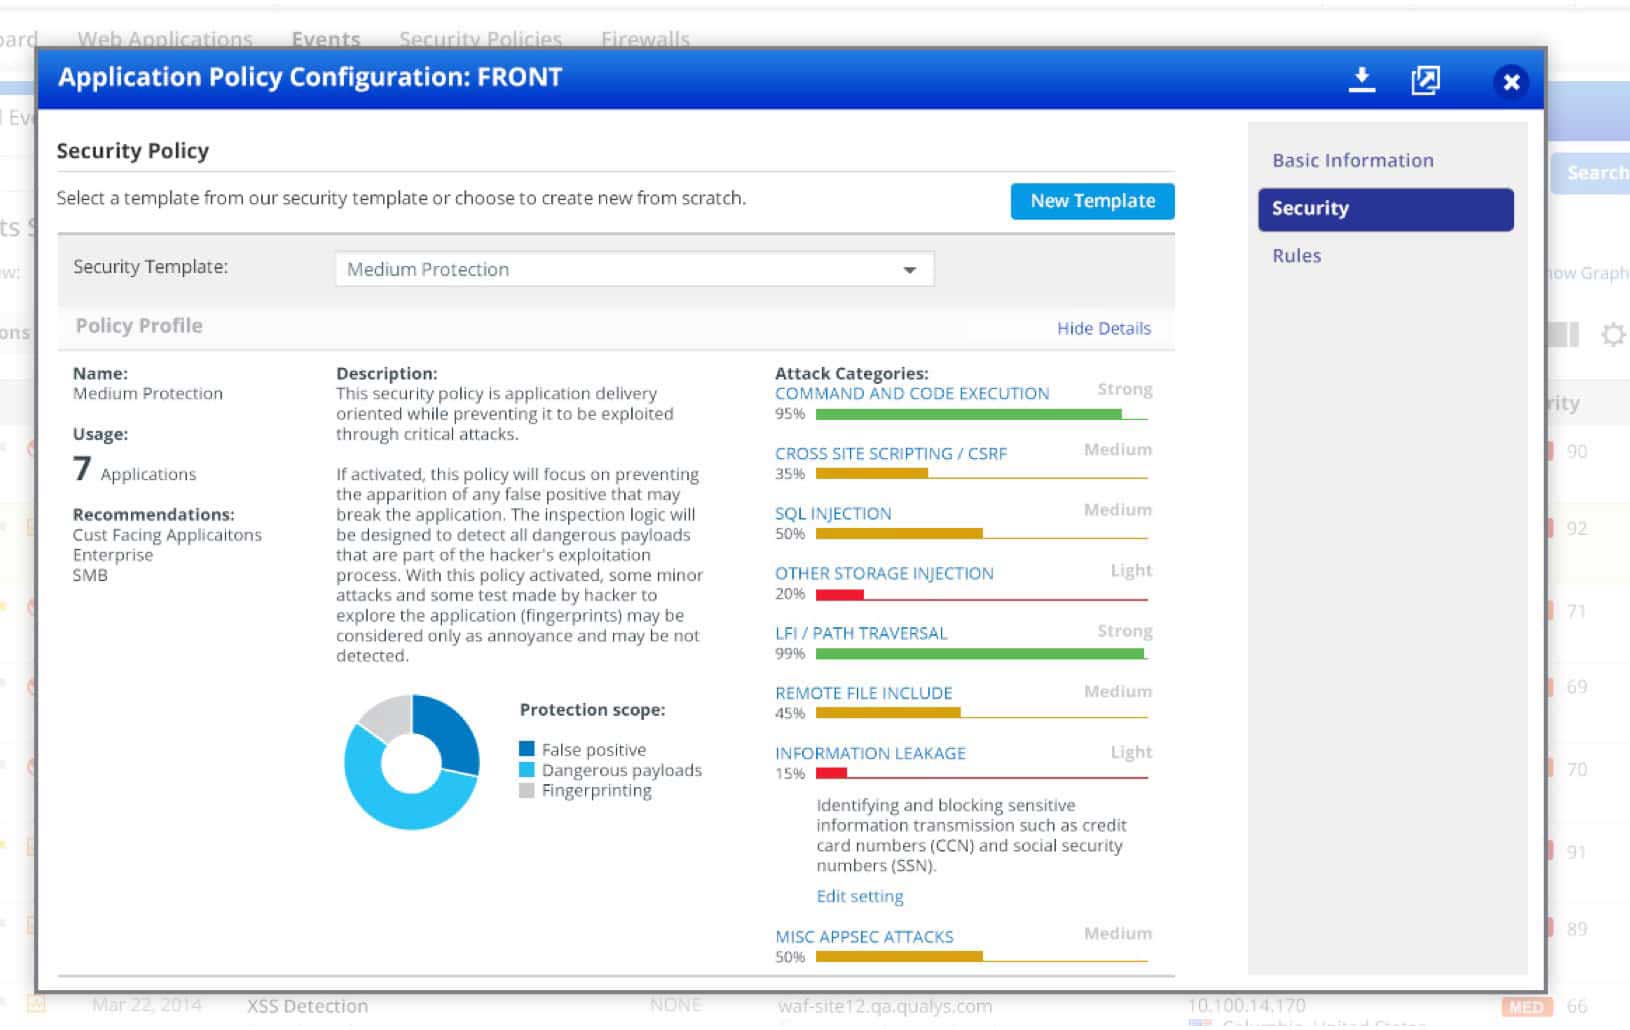 Web Applications Events Security Policies Firewalls
Application Policy Configuration: FRONT
Security Policy
Select a template from our security template or choose to create new from scratch.
New Template
Security Template:
Medium Protection
Policy Profile
Hide Details
Name:
Medium Protection
Usage:
7 Applications
Recommendations:
Cust Facing Applicaitons
Enterprise
SMB
Description:
This security policy is application delivery
oriented while preventing it to be exploited
through critical attacks.
If activated, this policy will focus on preventing
the apparition of any false positive that may
break the application. The inspection logic will
be designed to detect all dangerous payloads
that are part of the hacker's exploitation
process. With this policy activated, some minor
attacks and some test made by hacker to
explore the application (fingerprints) may be
considered only as annoyance and may be not
detected.
Protection scope:
False positive
Dangerous payloads
Fingerprinting
Attack Categories:
COMMAND AND CODE EXECUTION Strong
95%
CROSS SITE SCRIPTING / CSRF Medium
35%
SQL INJECTION Medium
50%
OTHER STORAGE INJECTION Light
20%
LFI / PATH TRAVERSAL Strong
99%
REMOTE FILE INCLUDE Medium
45%
INFORMATION LEAKAGE Light
15%
Identifying and blocking sensitive
information transmission such as credit
card numbers (CCN) and social security
numbers (SSN).
Edit setting
MISC APPSEC ATTACKS Medium
50%
Basic Information
Security
Rules
Search
90
92
71
69
70
91
89
Mar 22, 2014 XSS Detection NONE waf-site12.qa.qualys.com 10.100.14.170 MED 66